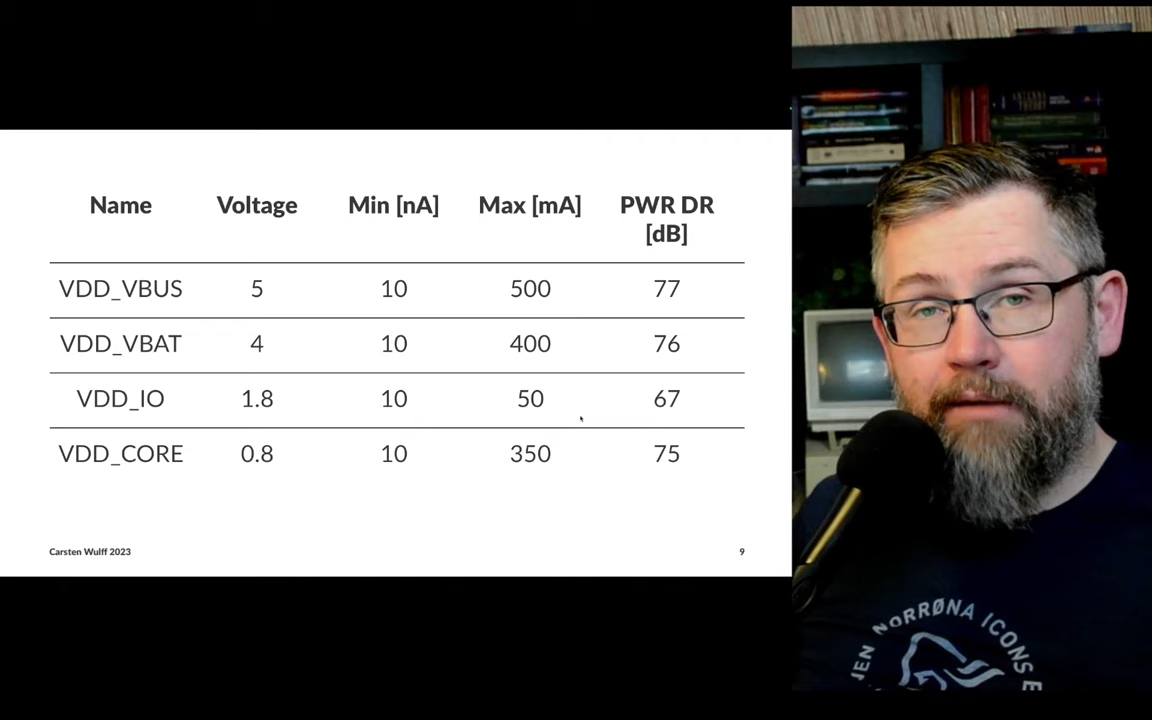 Name Voltage Min [nA] Max [mA] PWR DR
[dB]
VDD_VBUS 5 10 500 77
VDD_VBAT 4 10 400 76
VDD_IO 1.8 10 50 67
VDD_CORE 0.8 10 350 75
Carsten Wulff 2023 9
JEN NORRØNA ICONS E